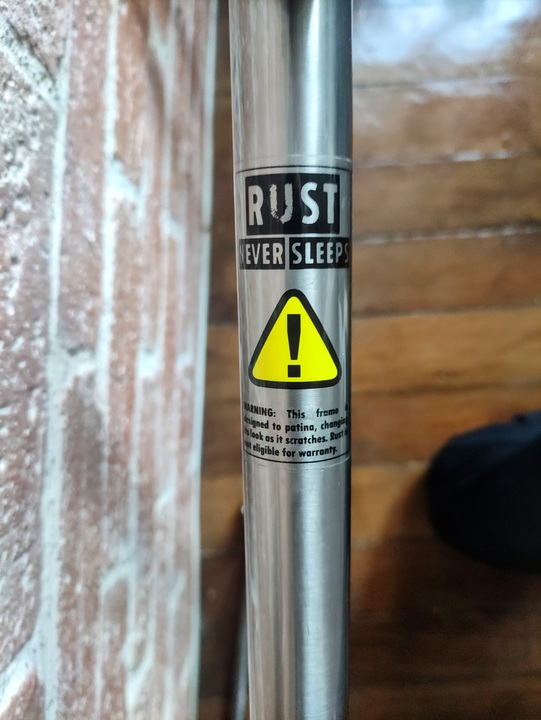 RUST
NEVER SLEEPS
!
WARNING: This frame
designed to patina, changing
look as it scratches. Rust
eligible for warranty.